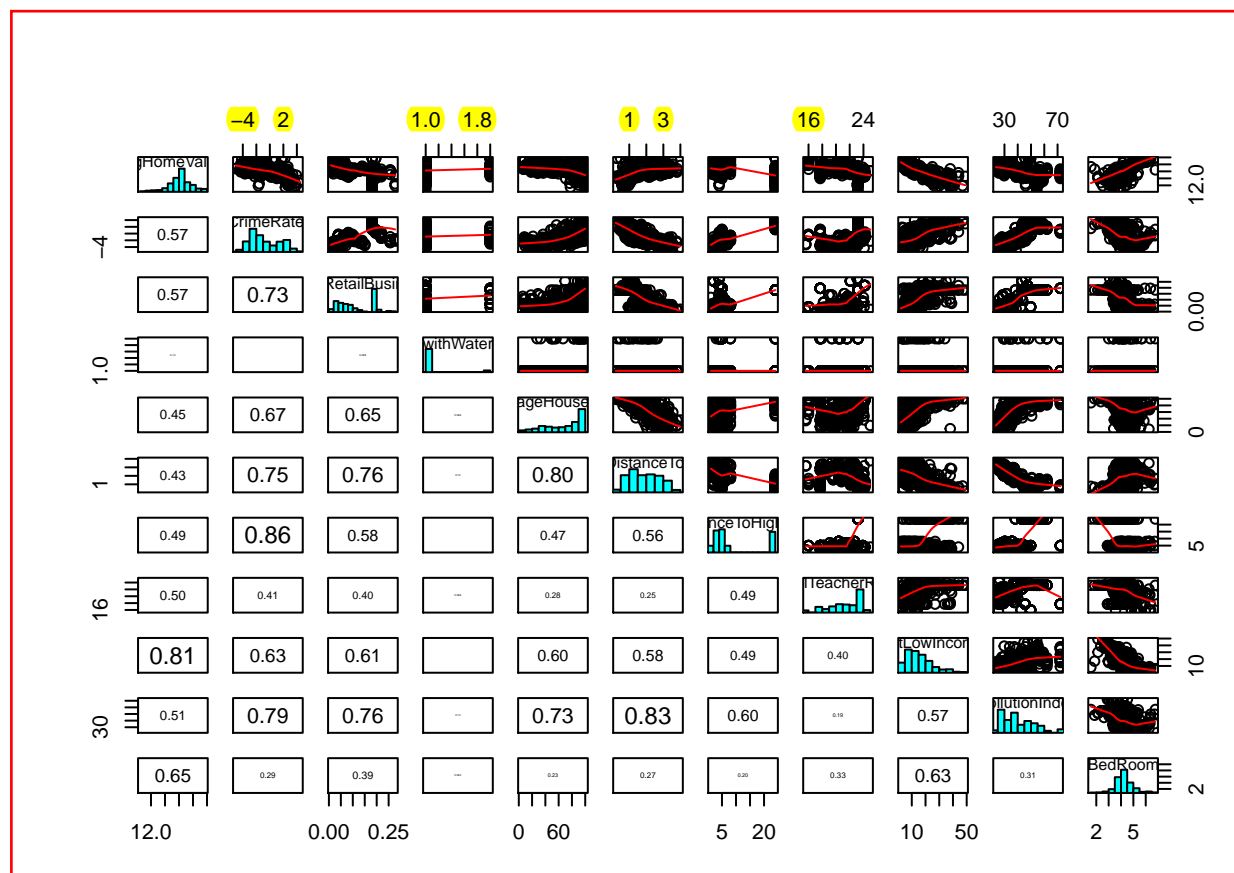 −4 2 1.0 1.8 1 3 16 24 30 70
gHomeVal 12.0
−4 0.57 CrimeRate
0.57 0.73 RetailBusin 0.00
1.0 withWater
0.45 0.67 0.65 ageHouse 0
1 0.43 0.75 0.76 0.80 DistanceTo
0.49 0.86 0.58 0.47 0.56 nceToHigh 5
16 0.50 0.41 0.40 0.28 0.25 0.49 lTeacherR
0.81 0.63 0.61 0.60 0.58 0.49 0.40 tLowIncom 10
30 0.51 0.79 0.76 0.73 0.83 0.60 0.19 0.57 ollutionInde
0.65 0.29 0.39 0.23 0.27 0.20 0.33 0.63 0.31 BedRoom 2
12.0 0.00 0.25 0 60 5 20 10 50 2 5